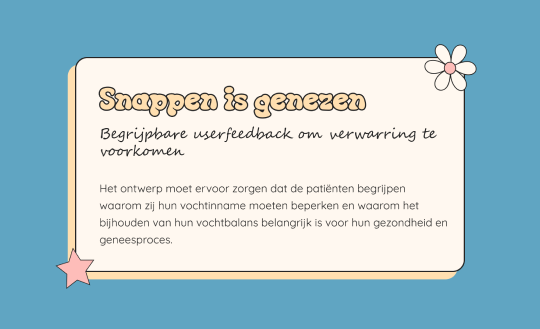 Snappen is genezen
Begrijpbare userfeedback om verwarring te
voorkomen
Het ontwerp moet ervoor zorgen dat de patiënten begrijpen
waarom zij hun vochtinname moeten beperken en waarom het
bijhouden van hun vochtbalans belangrijk is voor hun gezondheid en
geneesproces.